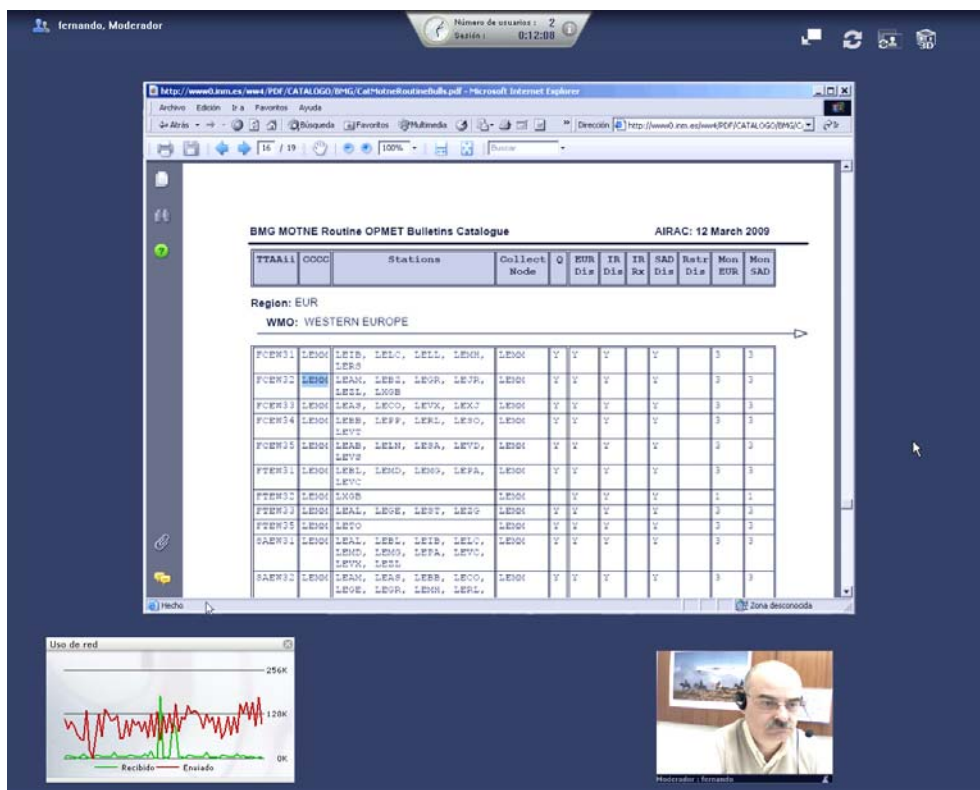 fernando, Moderador
Número de usuarios : 2
Sesión : 0:12:08
3D
http://www0.inm.es/ww4/PDF/CATALOGO/BMG/CatMotneRoutineBulls.pdf - Microsoft Internet Explorer
Archivo Edición Ir a Favoritos Ayuda
Atrás Búsqueda Favoritos Multimedia Dirección
16 / 19 100% Buscar
BMG MOTNE Routine OPMET Bulletins Catalogue AIRAC: 12 March 2009
TTAAii CCCC Stations Collect Node Q EUR Dis IR Dis IR Rx SAD Dis Rstr Dis Mon EUR Mon SAD
Region: EUR
WMO: WESTERN EUROPE
FCEW31 LEMM LEIB, LELC, LELL, LEMH, LEMM Y Y Y Y 3 3
LERS
FCEW32 LEMM LEAM, LEBZ, LEGR, LEJR, LEMM Y Y Y Y 3 3
LEZL, LXGB
FCEW33 LEMM LEAS, LECO, LEVX, LEXJ LEMM Y Y Y Y 3 3
FCEW34 LEMM LEBB, LEPP, LERL, LESO, LEMM Y Y Y Y 3 3
LEVT
FCEW35 LEMM LEAB, LELN, LESA, LEVD, LEMM Y Y Y Y 3 3
LEVS
FTEW31 LEMM LEBL, LEMD, LEMG, LEPA, LEMM Y Y Y Y 3 3
LEVC
FTEW32 LEMM LXGB LEMM Y Y Y 1 1
FTEW33 LEMM LEAL, LEGE, LEST, LEZG LEMM Y Y Y Y 3 3
FTEW35 LEMM LETO LEMM Y Y Y Y 3 3
SAEW31 LEMM LEAL, LEBL, LEIB, LELC, LEMM Y Y Y Y 3 3
LEMD, LEMG, LEPA, LEVC,
LEVX, LEZL
SAEW32 LEMM LEAM, LEAS, LEBB, LECO, LEMM Y Y Y Y 3 3
LEGE, LEGR, LEMH, LERL,
Hecho Zona desconocida
Uso de red
256K
128K
0K
Recibido Enviado
Moderador : fernando